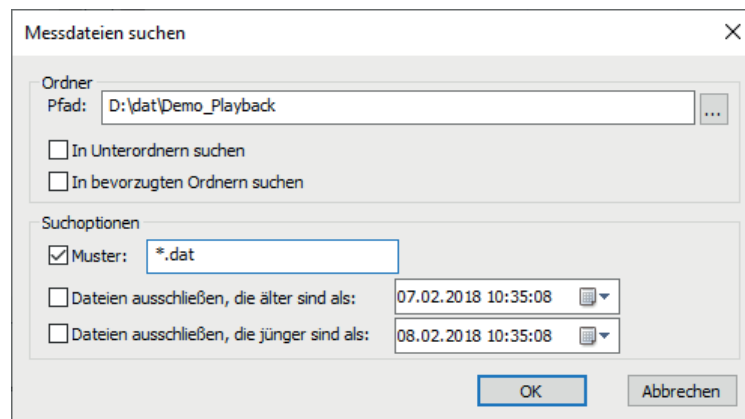 Messdateien suchen
Ordner
Pfad: D:\dat\Demo_Playback ...
In Unterordnern suchen
In bevorzugten Ordnern suchen
Suchoptionen
Muster: *.dat
Dateien ausschließen, die älter sind als: 07.02.2018 10:35:08
Dateien ausschließen, die jünger sind als: 08.02.2018 10:35:08
OK Abbrechen